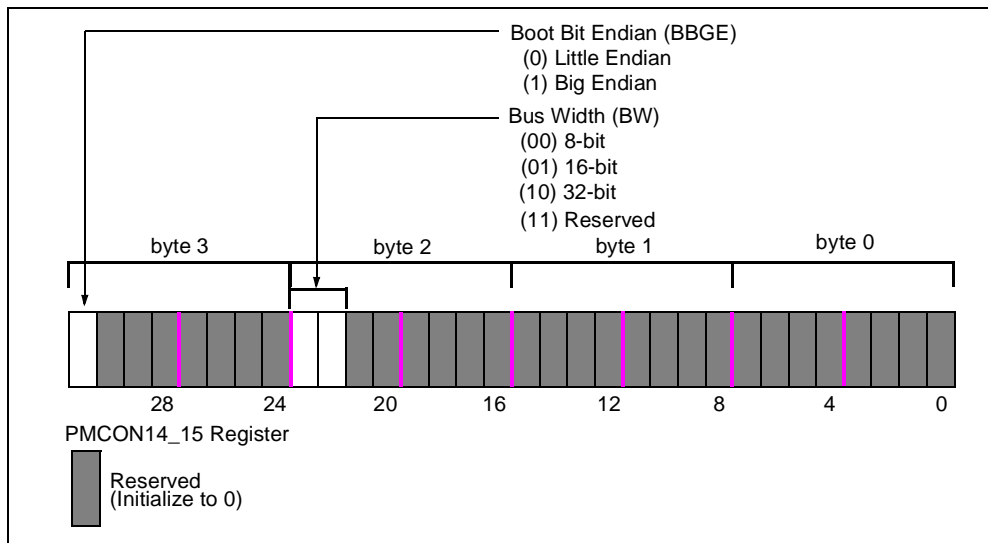 Boot Bit Endian (BBGE)
(0) Little Endian
(1) Big Endian
Bus Width (BW)
(00) 8-bit
(01) 16-bit
(10) 32-bit
(11) Reserved
byte 3 byte 2 byte 1 byte 0
28 24 20 16 12 8 4 0
PMCON14_15 Register
Reserved
(Initialize to 0)